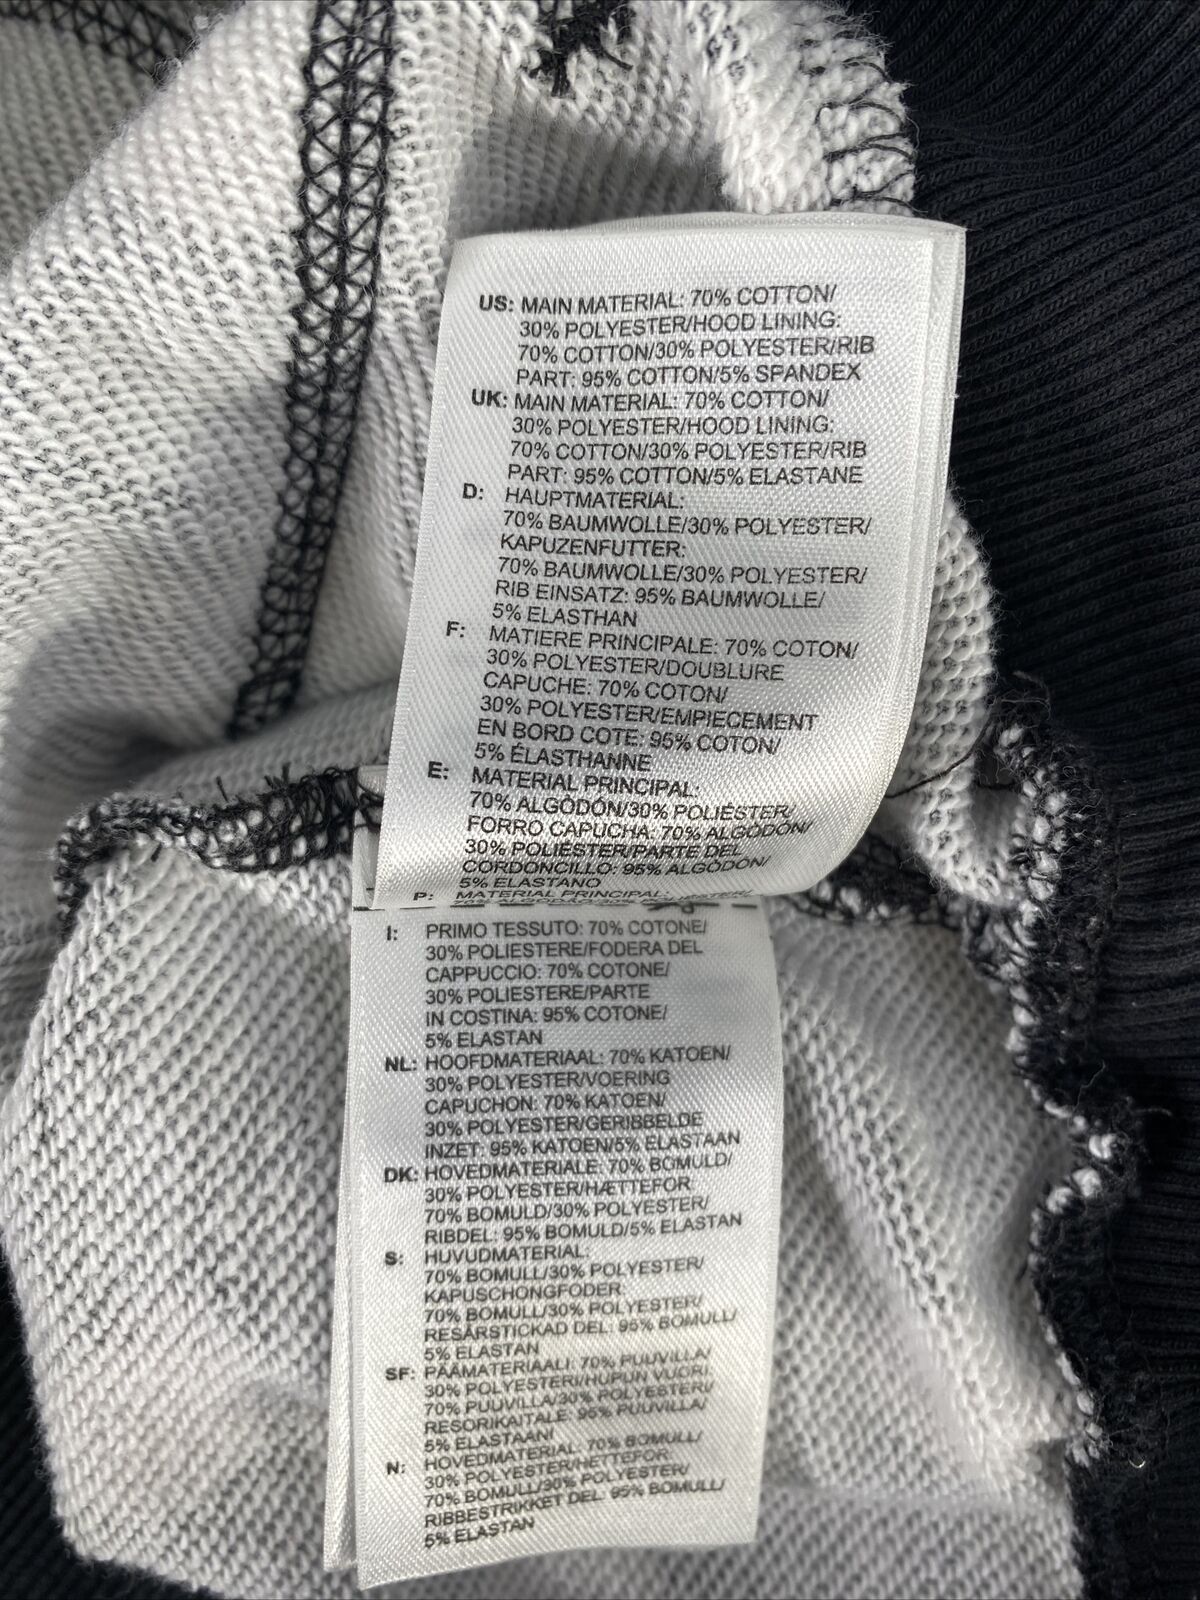 US: MAIN MATERIAL: 70% COTTON/
30% POLYESTER/HOOD LINING:
70% COTTON/30% POLYESTER/RIB
PART: 95% COTTON/5% SPANDEX
UK: MAIN MATERIAL: 70% COTTON/
30% POLYESTER/HOOD LINING:
70% COTTON/30% POLYESTER/RIB
PART: 95% COTTON/5% ELASTANE
D: HAUPTMATERIAL:
70% BAUMWOLLE/30% POLYESTER/
KAPUZENFUTTER:
70% BAUMWOLLE/30% POLYESTER/
RIB EINSATZ: 95% BAUMWOLLE/
5% ELASTHAN
F: MATIERE PRINCIPALE: 70% COTON/
30% POLYESTER/DOUBLURE
CAPUCHE: 70% COTON/
30% POLYESTER/EMPIECEMENT
EN BORD COTE: 95% COTON/
5% ÉLASTHANNE
E: MATERIAL PRINCIPAL:
70% ALGODÓN/30% POLIÉSTER/
FORRO CAPUCHA: 70% ALGODÓN/
30% POLIÉSTER/PARTE DEL
CORDONCILLO: 95% ALGODÓN/
5% ELASTANO
P: MATERIAL PRINCIPAL:
70% ALGODÃO/30% POLIÉSTER/
I: PRIMO TESSUTO: 70% COTONE/
30% POLIESTERE/FODERA DEL
CAPPUCCIO: 70% COTONE/
30% POLIESTERE/PARTE
IN COSTINA: 95% COTONE/
5% ELASTAN
NL: HOOFDMATERIAAL: 70% KATOEN/
30% POLYESTER/VOERING
CAPUCHON: 70% KATOEN/
30% POLYESTER/GERIBBELDE
INZET: 95% KATOEN/5% ELASTAAN
DK: HOVEDMATERIALE: 70% BOMULD/
30% POLYESTER/HÆTTEFOR
70% BOMULD/30% POLYESTER/
RIBDEL: 95% BOMULD/5% ELASTAN
S: HUVUDMATERIAL:
70% BOMULL/30% POLYESTER/
KAPUSCHONGFODER:
70% BOMULL/30% POLYESTER/
RESÅRSTICKAD DEL: 95% BOMULL/
5% ELASTAN
SF: PÄÄMATERIAALI: 70% PUUVILLA/
30% POLYESTERI/HUPUN VUORI:
70% PUUVILLA/30% POLYESTERI/
RESORIKAITALE: 95% PUUVILLA/
5% ELASTAANI
N: HOVEDMATERIAL: 70% BOMULL/
30% POLYESTER/HETTEFOR:
70% BOMULL/30% POLYESTER/
RIBBESTRIKKET DEL: 95% BOMULL/
5% ELASTAN